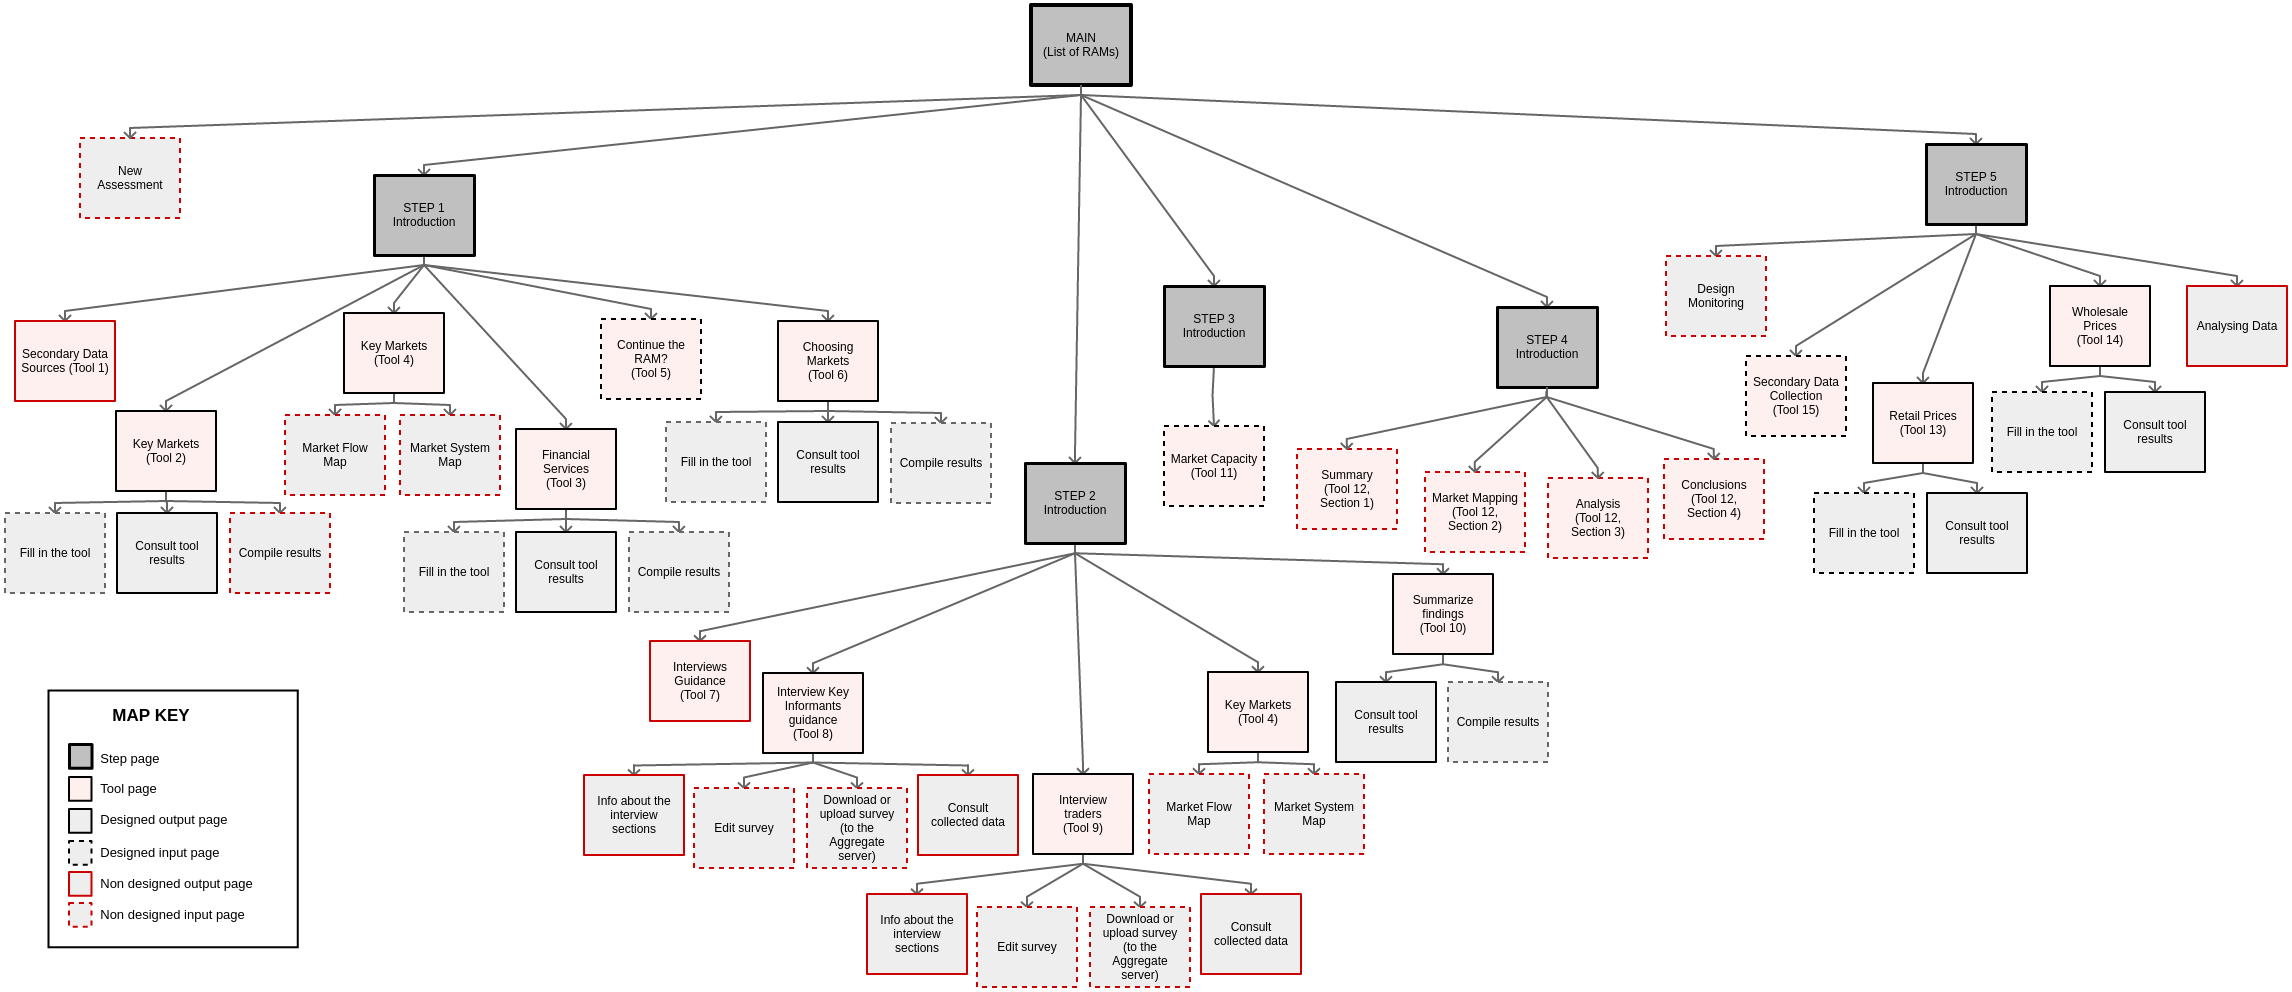 MAIN
(List of RAMs)
New
Assessment
STEP 1
Introduction
STEP 5
Introduction
Design
Monitoring
STEP 3
Introduction
STEP 4
Introduction
Wholesale
Prices
(Tool 14)
Analysing Data
Secondary Data
Sources (Tool 1)
Key Markets
(Tool 4)
Continue the
RAM?
(Tool 5)
Choosing
Markets
(Tool 6)
Secondary Data
Collection
(Tool 15)
Retail Prices
(Tool 13)
Fill in the tool
Consult tool
results
Key Markets
(Tool 2)
Market Flow
Map
Market System
Map
Financial
Services
(Tool 3)
Fill in the tool
Consult tool
results
Compile results
Market Capacity
(Tool 11)
Summary
(Tool 12,
Section 1)
Market Mapping
(Tool 12,
Section 2)
Analysis
(Tool 12,
Section 3)
Conclusions
(Tool 12,
Section 4)
STEP 2
Introduction
Fill in the tool
Consult tool
results
Fill in the tool
Consult tool
results
Compile results
Fill in the tool
Consult tool
results
Compile results
Summarize
findings
(Tool 10)
Interviews
Guidance
(Tool 7)
Interview Key
Informants
guidance
(Tool 8)
Key Markets
(Tool 4)
Consult tool
results
Compile results
Info about the
interview
sections
Edit survey
Download or
upload survey
(to the
Aggregate
server)
Consult
collected data
Interview
traders
(Tool 9)
Market Flow
Map
Market System
Map
Info about the
interview
sections
Edit survey
Download or
upload survey
(to the
Aggregate
server)
Consult
collected data
MAP KEY
Step page
Tool page
Designed output page
Designed input page
Non designed output page
Non designed input page